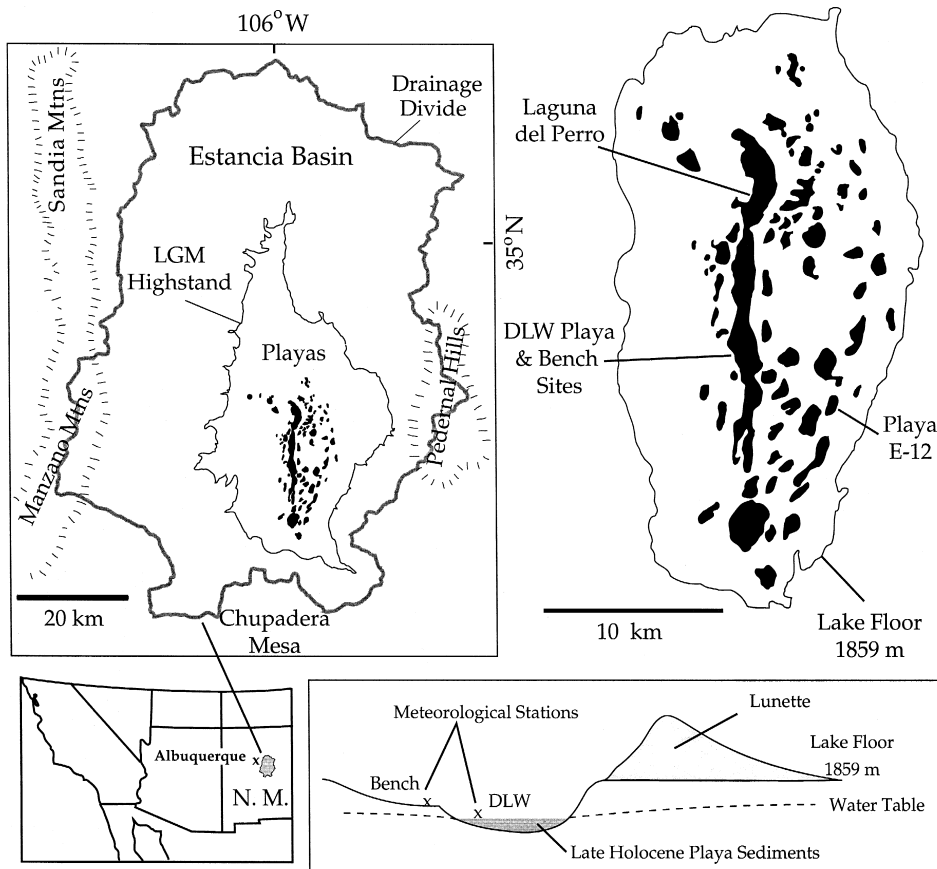 106°W
Sandia Mtns
Drainage
Divide
Estancia Basin
LGM
Highstand
35°N
Playas
Pedernal Hills
Manzano Mtns
20 km
Chupadera
Mesa
Laguna
del Perro
DLW Playa
& Bench
Sites
Playa
E-12
10 km
Lake Floor
1859 m
Albuquerque x
N. M.
Meteorological Stations
Lunette
Bench
x
DLW
x
Lake Floor
1859 m
Water Table
Late Holocene Playa Sediments